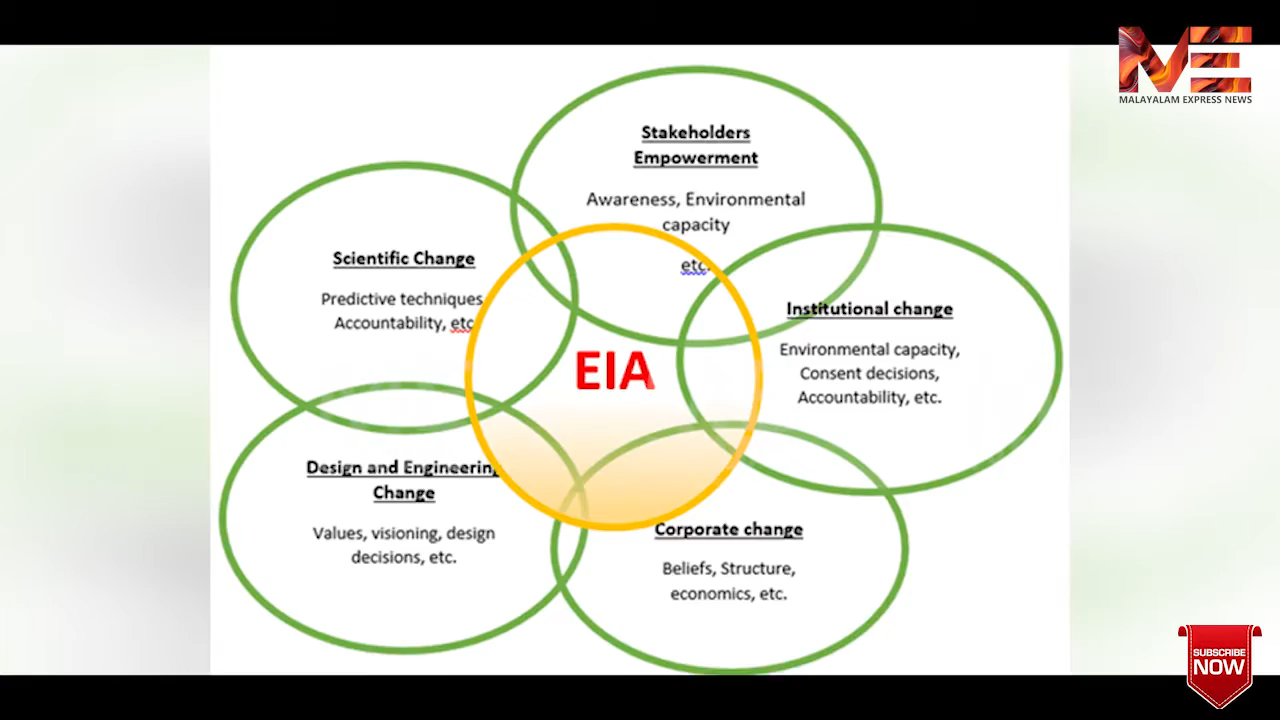 ME
MALAYALAM EXPRESS NEWS
Stakeholders
Empowerment
Awareness, Environmental
capacity
etc.
Scientific Change
Predictive techniques
Accountability, etc
Institutional change
Environmental capacity,
Consent decisions,
Accountability, etc.
EIA
Design and Engineering
Change
Values, visioning, design
decisions, etc.
Corporate change
Beliefs, Structure,
economics, etc.
SUBSCRIBE
NOW